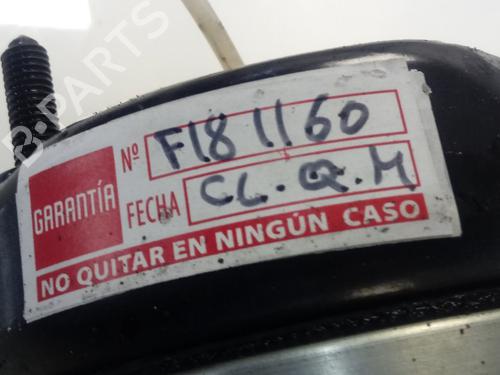 B-PARTS
GARANTÍA
Nº F181160
FECHA CL.Q.M
NO QUITAR EN NINGÚN CASO